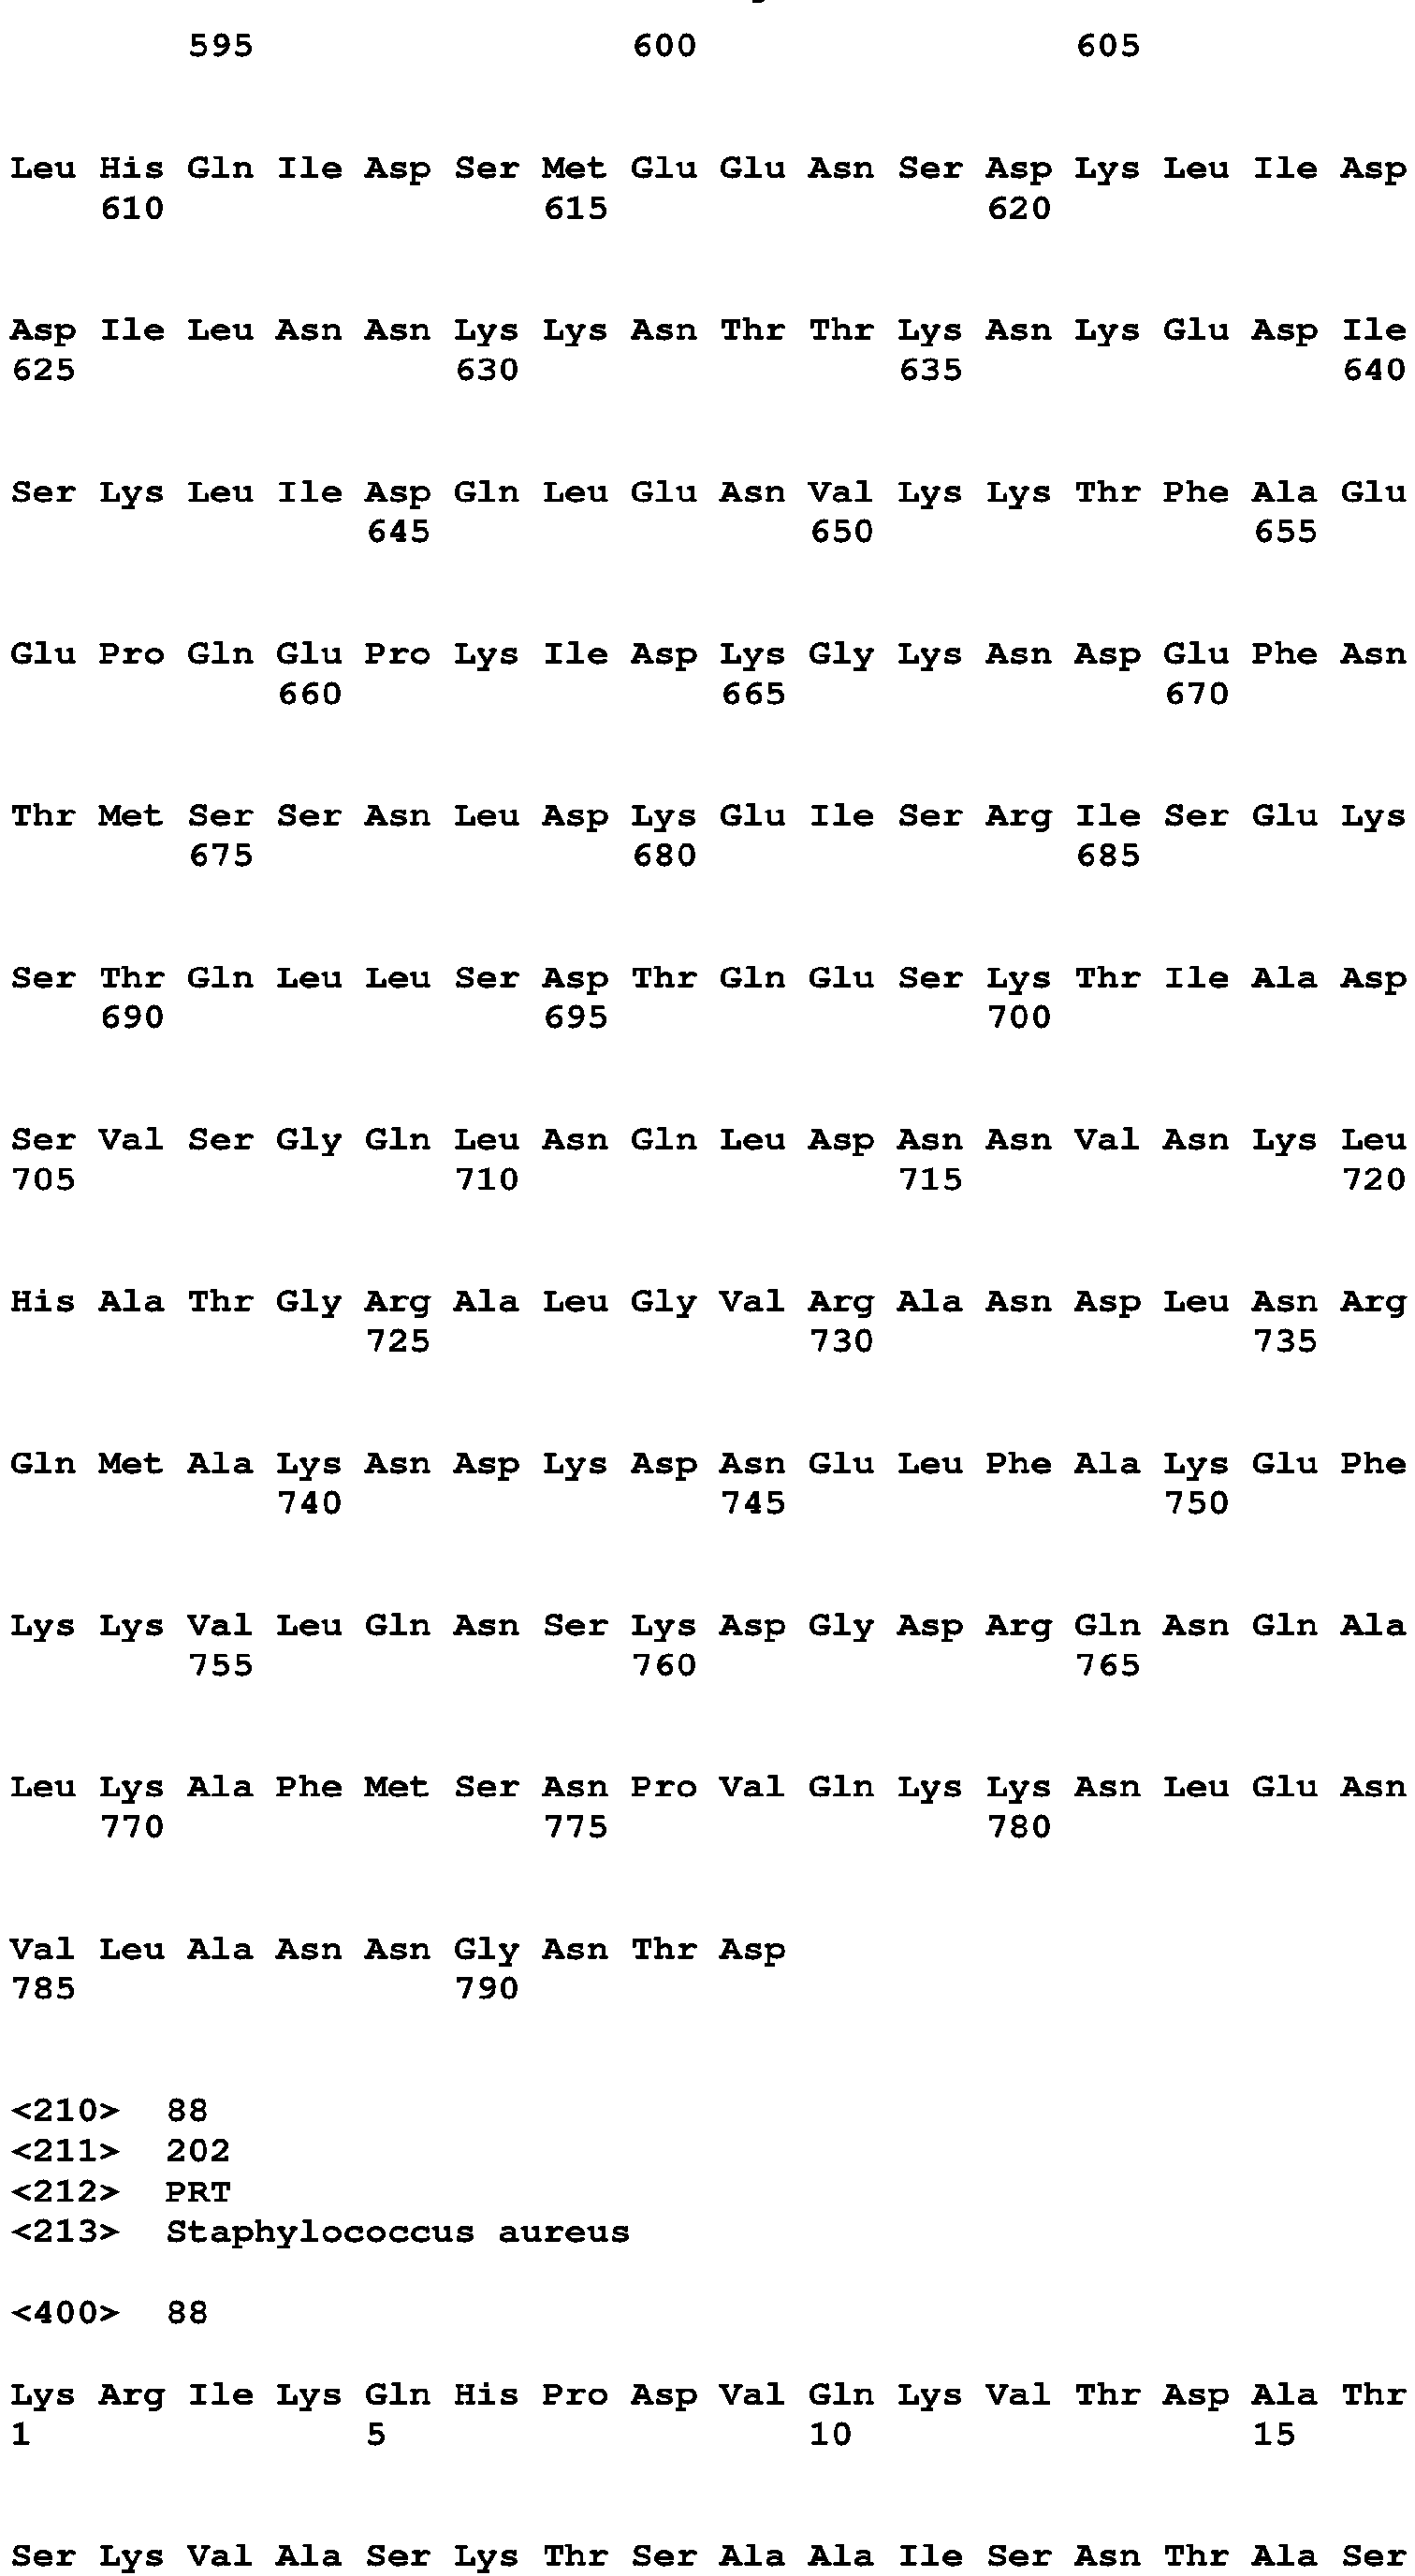 595 600 605
Leu His Gln Ile Asp Ser Met Glu Glu Asn Ser Asp Lys Leu Ile Asp
610 615 620
Asp Ile Leu Asn Asn Lys Lys Asn Thr Thr Lys Asn Lys Glu Asp Ile
625 630 635 640
Ser Lys Leu Ile Asp Gln Leu Glu Asn Val Lys Lys Thr Phe Ala Glu
645 650 655
Glu Pro Gln Glu Pro Lys Ile Asp Lys Gly Lys Asn Asp Glu Phe Asn
660 665 670
Thr Met Ser Ser Asn Leu Asp Lys Glu Ile Ser Arg Ile Ser Glu Lys
675 680 685
Ser Thr Gln Leu Leu Ser Asp Thr Gln Glu Ser Lys Thr Ile Ala Asp
690 695 700
Ser Val Ser Gly Gln Leu Asn Gln Leu Asp Asn Asn Val Asn Lys Leu
705 710 715 720
His Ala Thr Gly Arg Ala Leu Gly Val Arg Ala Asn Asp Leu Asn Arg
725 730 735
Gln Met Ala Lys Asn Asp Lys Asp Asn Glu Leu Phe Ala Lys Glu Phe
740 745 750
Lys Lys Val Leu Gln Asn Ser Lys Asp Gly Asp Arg Gln Asn Gln Ala
755 760 765
Leu Lys Ala Phe Met Ser Asn Pro Val Gln Lys Lys Asn Leu Glu Asn
770 775 780
Val Leu Ala Asn Asn Gly Asn Thr Asp
785 790
<210> 88
<211> 202
<212> PRT
<213> Staphylococcus aureus
<400> 88
Lys Arg Ile Lys Gln His Pro Asp Val Gln Lys Val Thr Asp Ala Thr
1 5 10 15
Ser Lys Val Ala Ser Lys Thr Ser Ala Ala Ile Ser Asn Thr Ala Ser